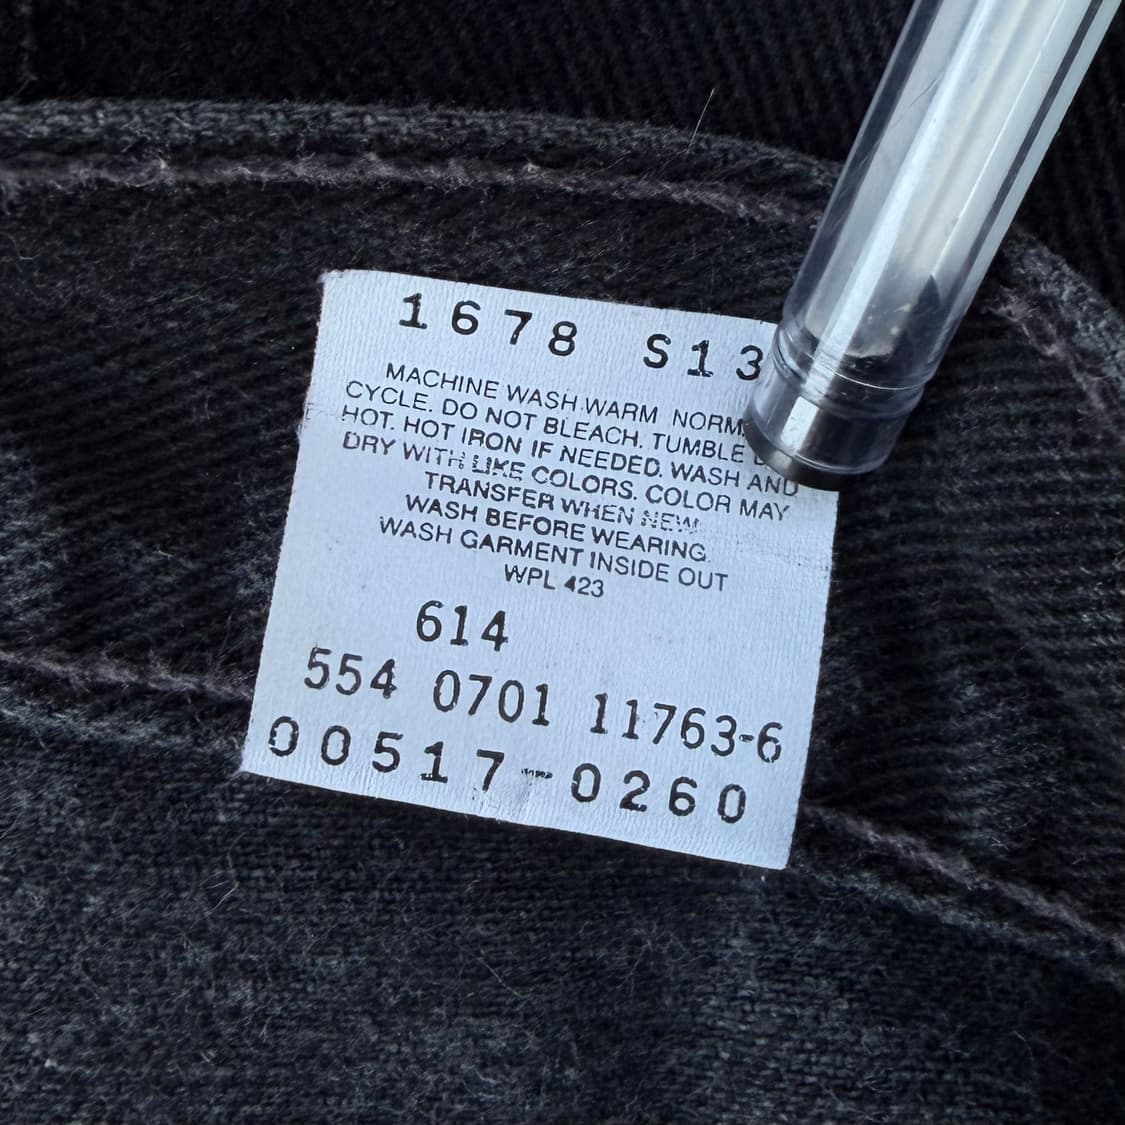 1678 S13
MACHINE WASH WARM NORM
CYCLE. DO NOT BLEACH. TUMBLE
HOT. HOT IRON IF NEEDED. WASH AND
DRY WITH LIKE COLORS. COLOR MAY
TRANSFER WHEN NEW
WASH BEFORE WEARING.
WASH GARMENT INSIDE OUT
WPL 423
614
554 0701 11763-6
00517-0260